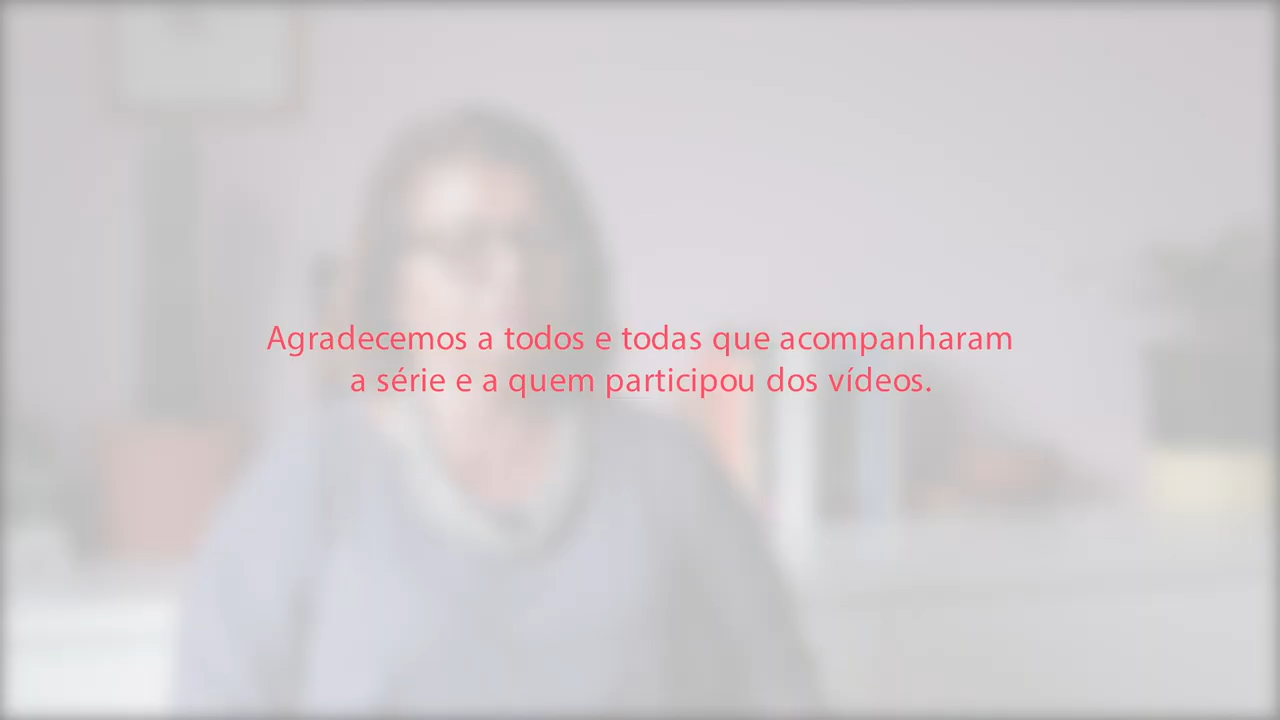 Agradecemos a todos e todas que acompanharam
a série e a quem participou dos vídeos.